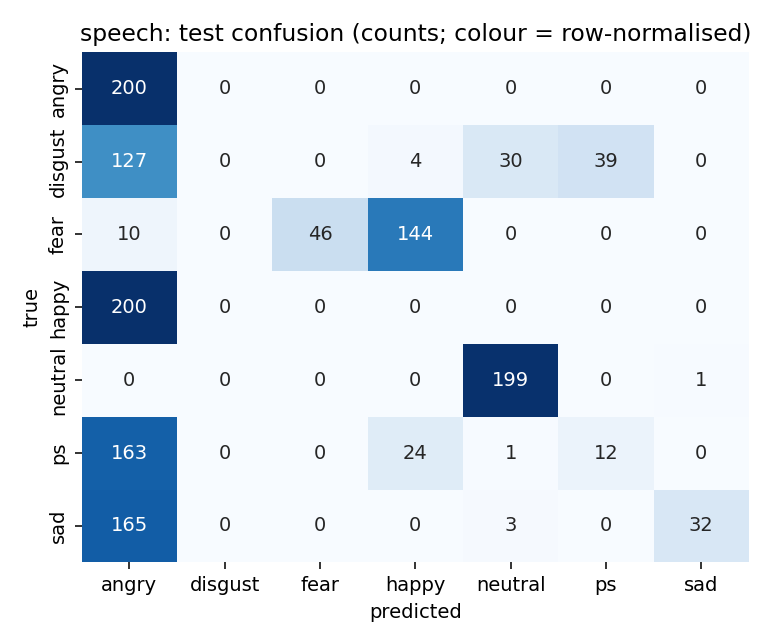 speech: test confusion (counts; colour = row-normalised)
angry 200 0 0 0 0 0 0
disgust 127 0 0 4 30 39 0
fear 10 0 46 144 0 0 0
happy 200 0 0 0 0 0 0
neutral 0 0 0 0 199 0 1
ps 163 0 0 24 1 12 0
sad 165 0 0 0 3 0 32
true
angry disgust fear happy neutral ps sad
predicted